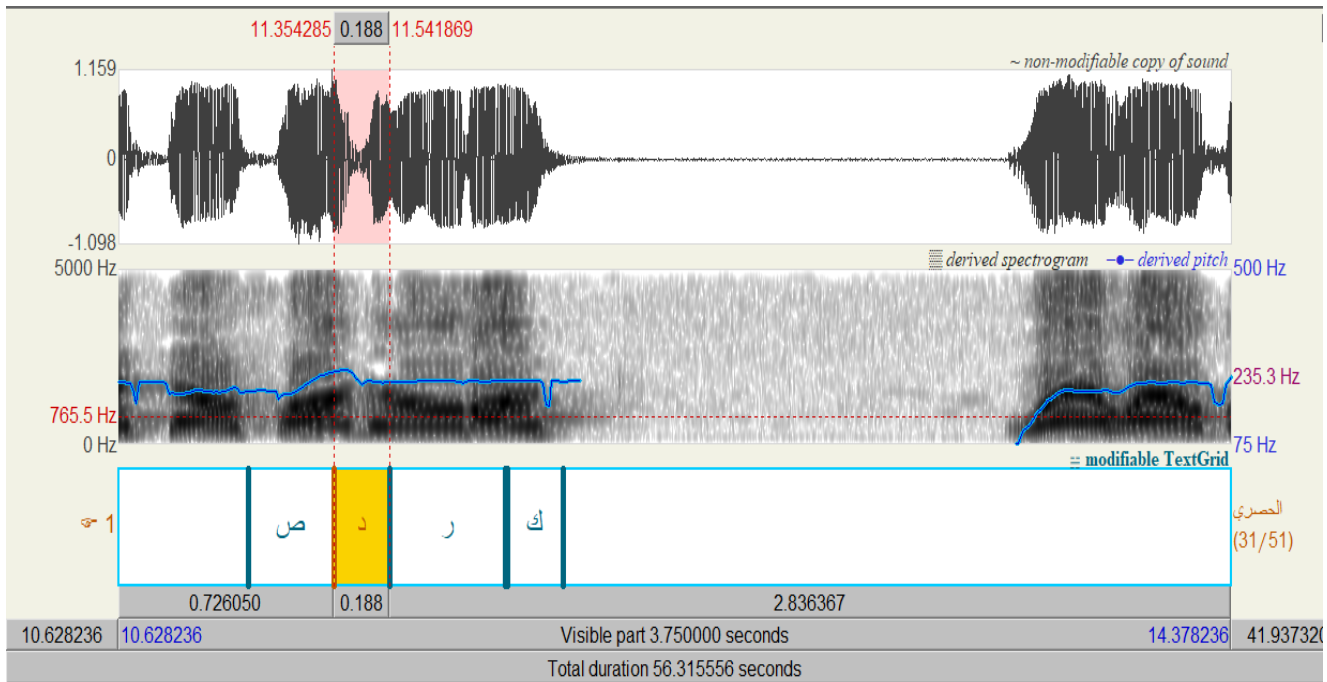 11.354285 0.188 11.541869
~ non-modifiable copy of sound
1.159
0
-1.098
5000 Hz
derived spectrogram derived pitch
500 Hz
235.3 Hz
765.5 Hz
0 Hz
75 Hz
modifiable TextGrid
1
ص د ر ك
الحصري
(31/51)
0.726050 0.188 2.836367
10.628236 10.628236 Visible part 3.750000 seconds 14.378236 41.937320
Total duration 56.315556 seconds